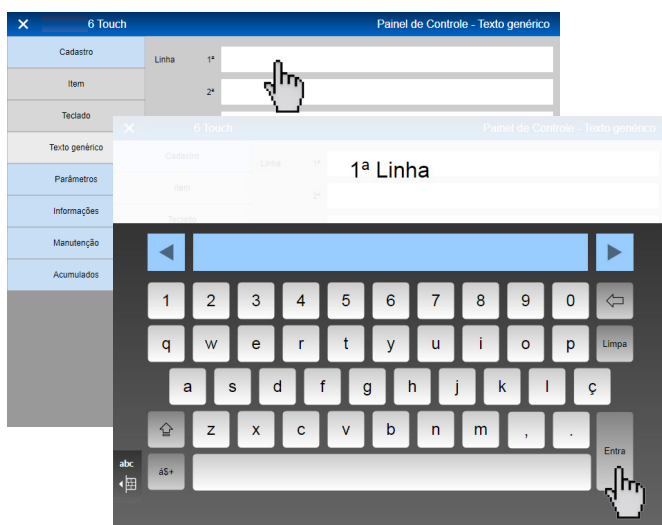 6 Touch
Painel de Controle - Texto genérico
Cadastro
Item
Teclado
Texto genérico
Parâmetros
Informações
Manutenção
Acumulados
Linha 1ª
2ª
6 Touch
Painel de Controle - Texto genérico
Cadastro
Item
Teclado
Linha 1ª
2ª
1ª Linha
1 2 3 4 5 6 7 8 9 0
q w e r t y u i o p Limpa
a s d f g h j k l ç
z x c v b n m , .
Entra
abc
áS+